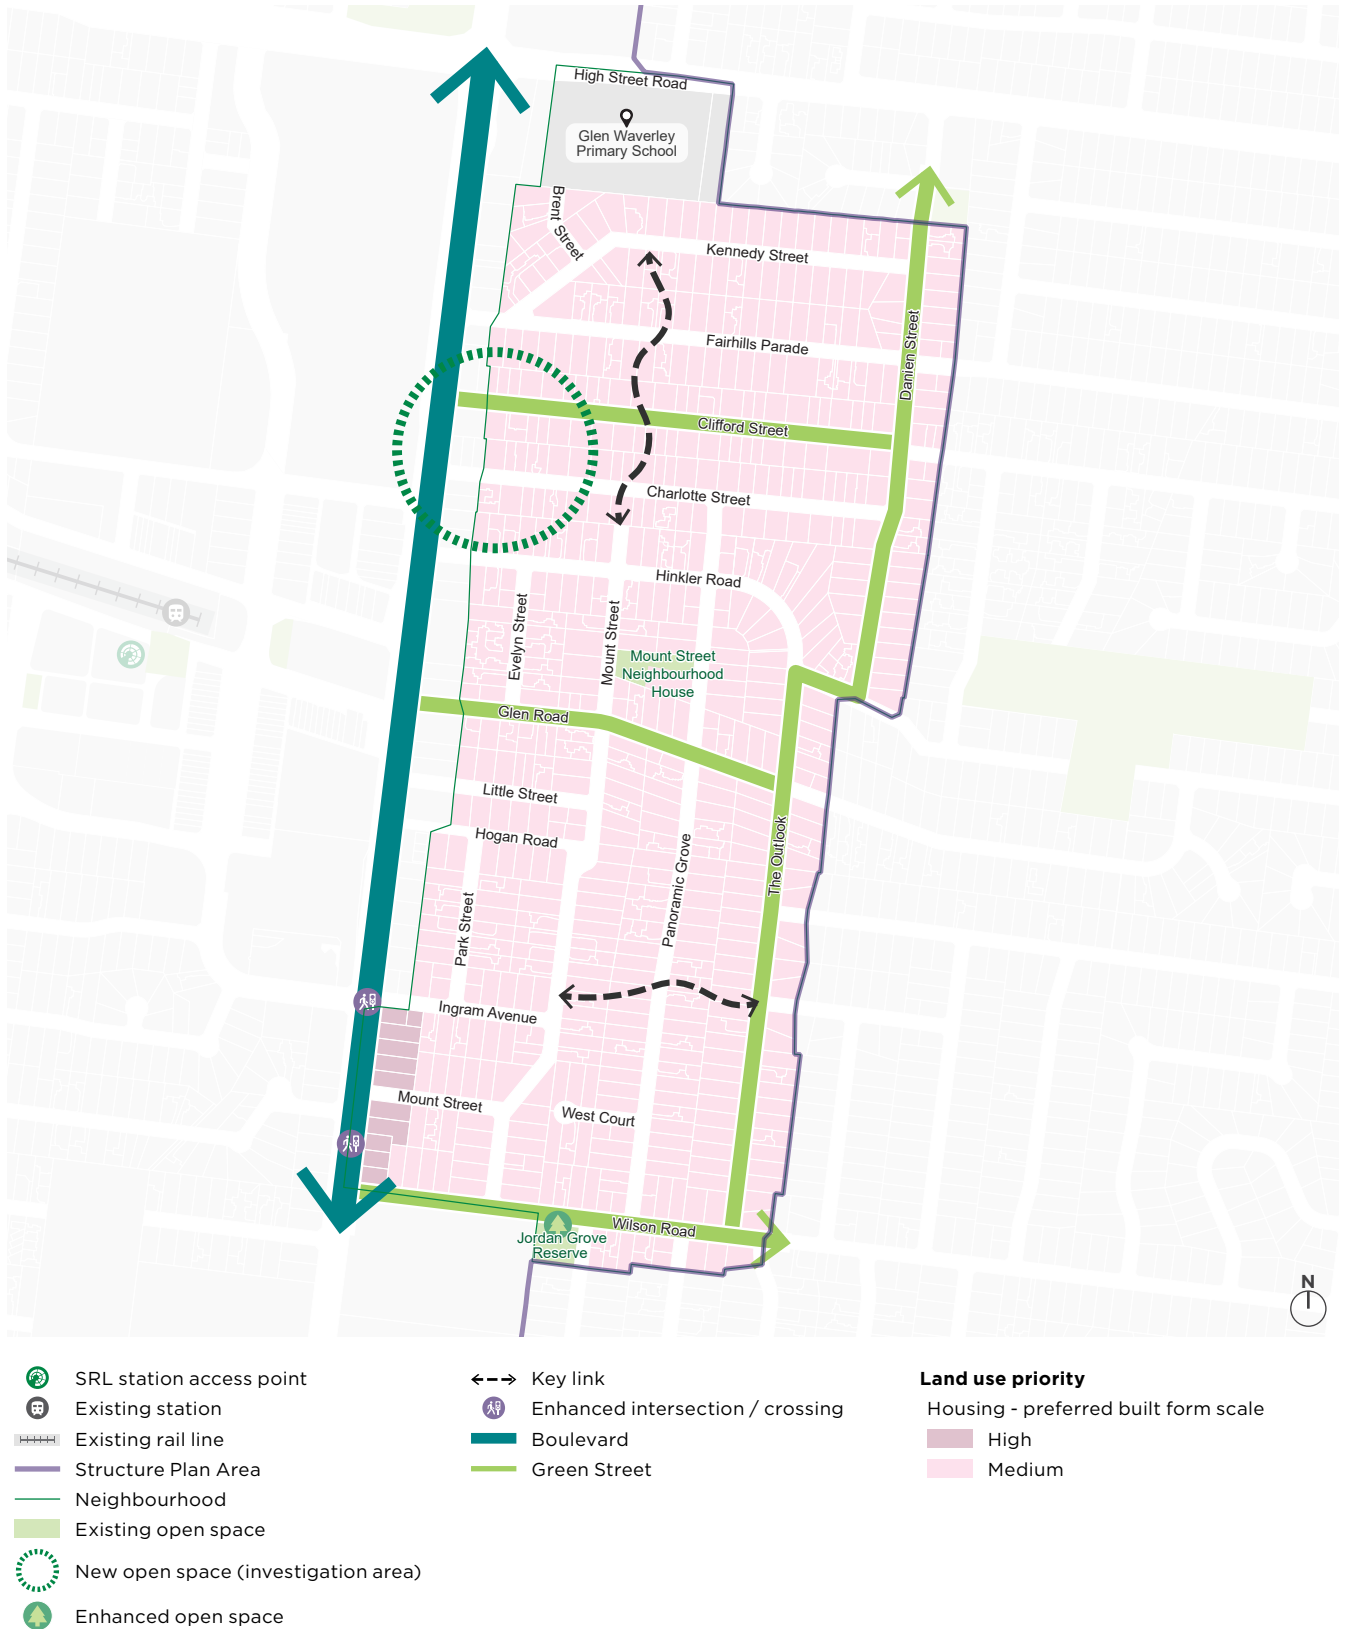 High Street Road
Glen Waverley
Primary School
Brent Street
Kennedy Street
Fairhills Parade
Danien Street
Clifford Street
Charlotte Street
Hinkler Road
Evelyn Street
Mount Street
Mount Street
Neighbourhood
House
Glen Road
Little Street
Hogan Road
The Outlook
Panoramic Grove
Park Street
Ingram Avenue
Mount Street
West Court
Wilson Road
Jordan Grove
Reserve
N
SRL station access point
Existing station
Existing rail line
Structure Plan Area
Neighbourhood
Existing open space
New open space (investigation area)
Enhanced open space
Key link
Enhanced intersection / crossing
Boulevard
Green Street
Land use priority
Housing - preferred built form scale
High
Medium